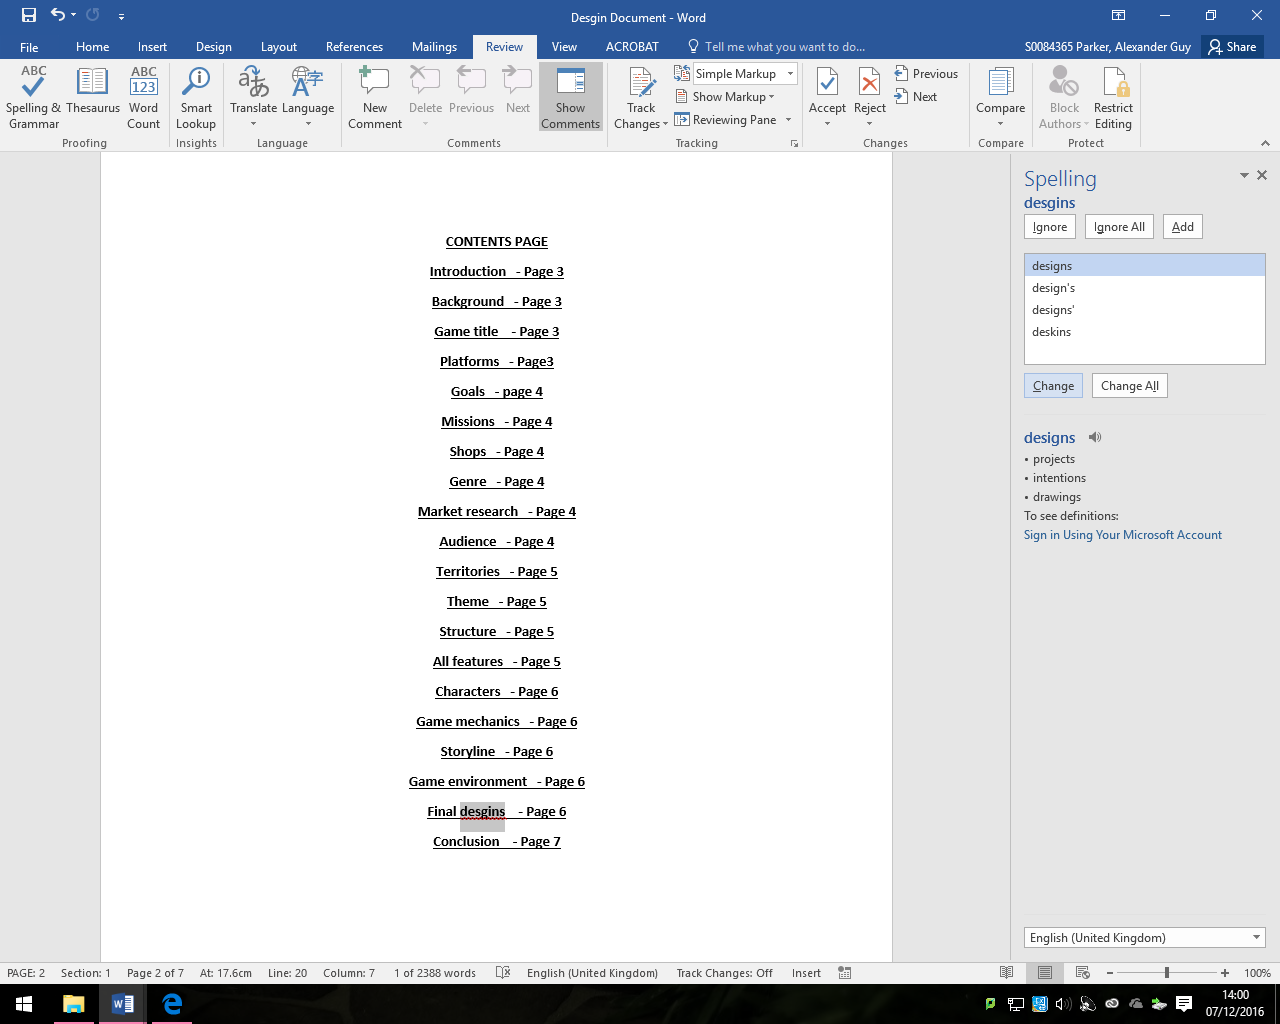 Desgin Document - Word
File Home Insert Design Layout References Mailings Review View ACROBAT Tell me what you want to do... S0084365 Parker, Alexander Guy Share
Spelling & Grammar
Thesaurus
Word Count
Proofing
Smart Lookup
Insights
Translate
Language
Language
New Comment
Delete
Previous
Next
Show Comments
Comments
Track Changes
Simple Markup
Show Markup
Reviewing Pane
Tracking
Accept
Reject
Previous
Next
Changes
Compare
Compare
Block Authors
Restrict Editing
Protect
CONTENTS PAGE
Introduction - Page 3
Background - Page 3
Game title - Page 3
Platforms - Page3
Goals - page 4
Missions - Page 4
Shops - Page 4
Genre - Page 4
Market research - Page 4
Audience - Page 4
Territories - Page 5
Theme - Page 5
Structure - Page 5
All features - Page 5
Characters - Page 6
Game mechanics - Page 6
Storyline - Page 6
Game environment - Page 6
Final desgins - Page 6
Conclusion - Page 7
Spelling
desgins
Ignore Ignore All Add
designs
design's
designs'
deskins
Change Change All
designs
• projects
• intentions
• drawings
To see definitions:
Sign in Using Your Microsoft Account
English (United Kingdom)
PAGE: 2 Section: 1 Page 2 of 7 At: 17.6cm Line: 20 Column: 7 1 of 2388 words English (United Kingdom) Track Changes: Off Insert 100%
14:00
07/12/2016